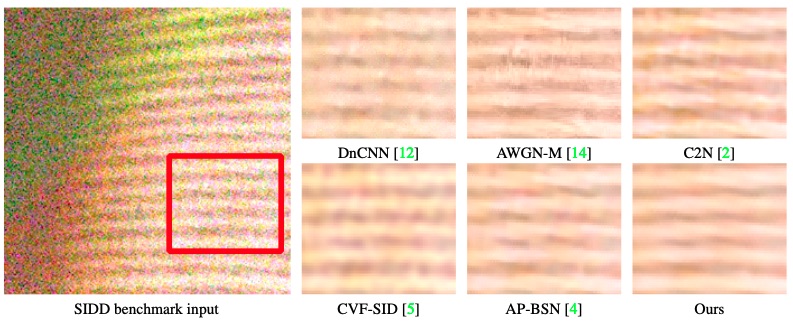 DnCNN [12]
AWGN-M [14]
C2N [2]
SIDD benchmark input
CVF-SID [5]
AP-BSN [4]
Ours